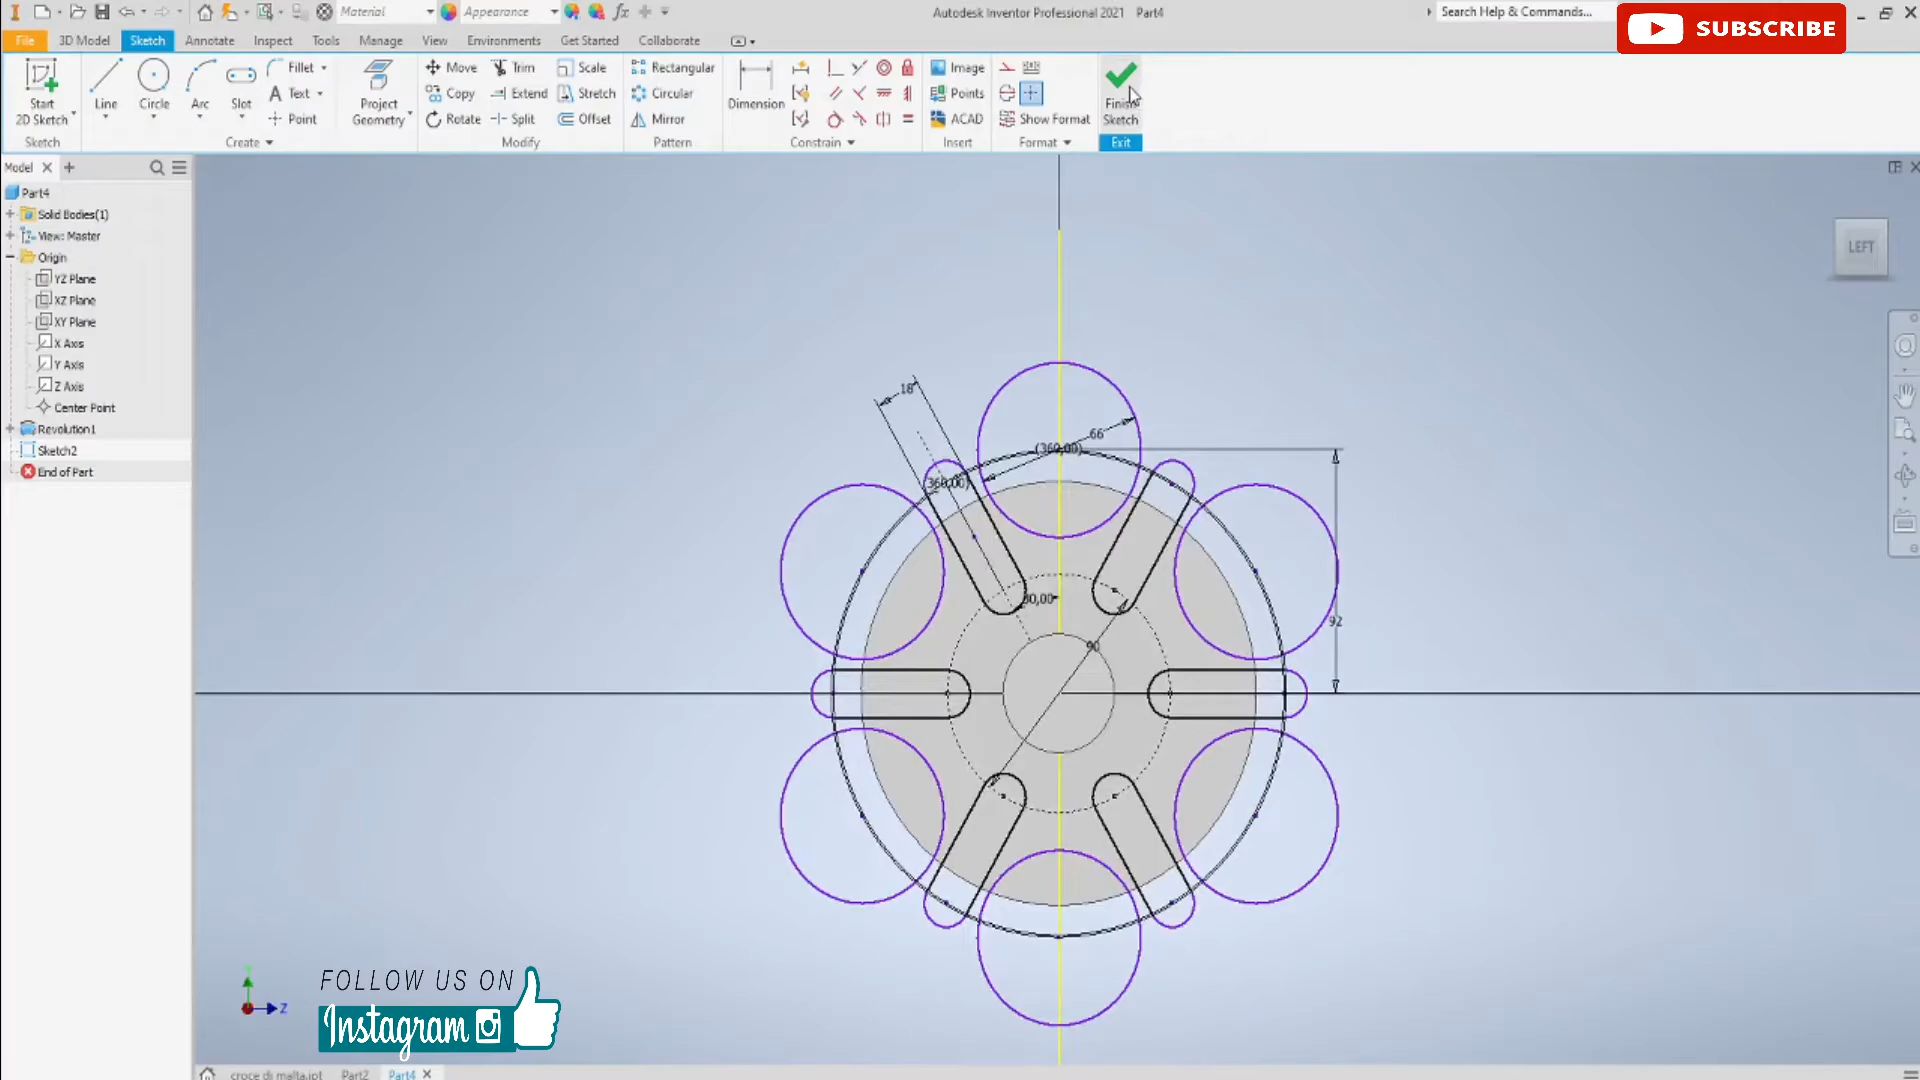 Material
Appearance
fx
Autodesk Inventor Professional 2021 Part4
Search Help & Commands...
SUBSCRIBE
File 3D Model Sketch Annotate Inspect Tools Manage View Environments Get Started Collaborate
Start
2D Sketch
Line
Circle
Arc
Slot
Fillet
Text
Point
Project
Geometry
Move
Copy
Rotate
Trim
Extend
Split
Scale
Stretch
Offset
Rectangular
Circular
Mirror
Dimension
Image
Points
ACAD
Show Format
Finish
Sketch
Sketch Create Modify Pattern Constrain Insert Format Exit
Model
Part4
Solid Bodies(1)
View: Master
Origin
YZ Plane
XZ Plane
XY Plane
X Axis
Y Axis
Z Axis
Center Point
Revolution1
Sketch2
End of Part
LEFT
18
66
(360,00)
360,00)
92
30,00
90
Z
FOLLOW US ON
Instagram
croce di malta.ipt Part2 Part4